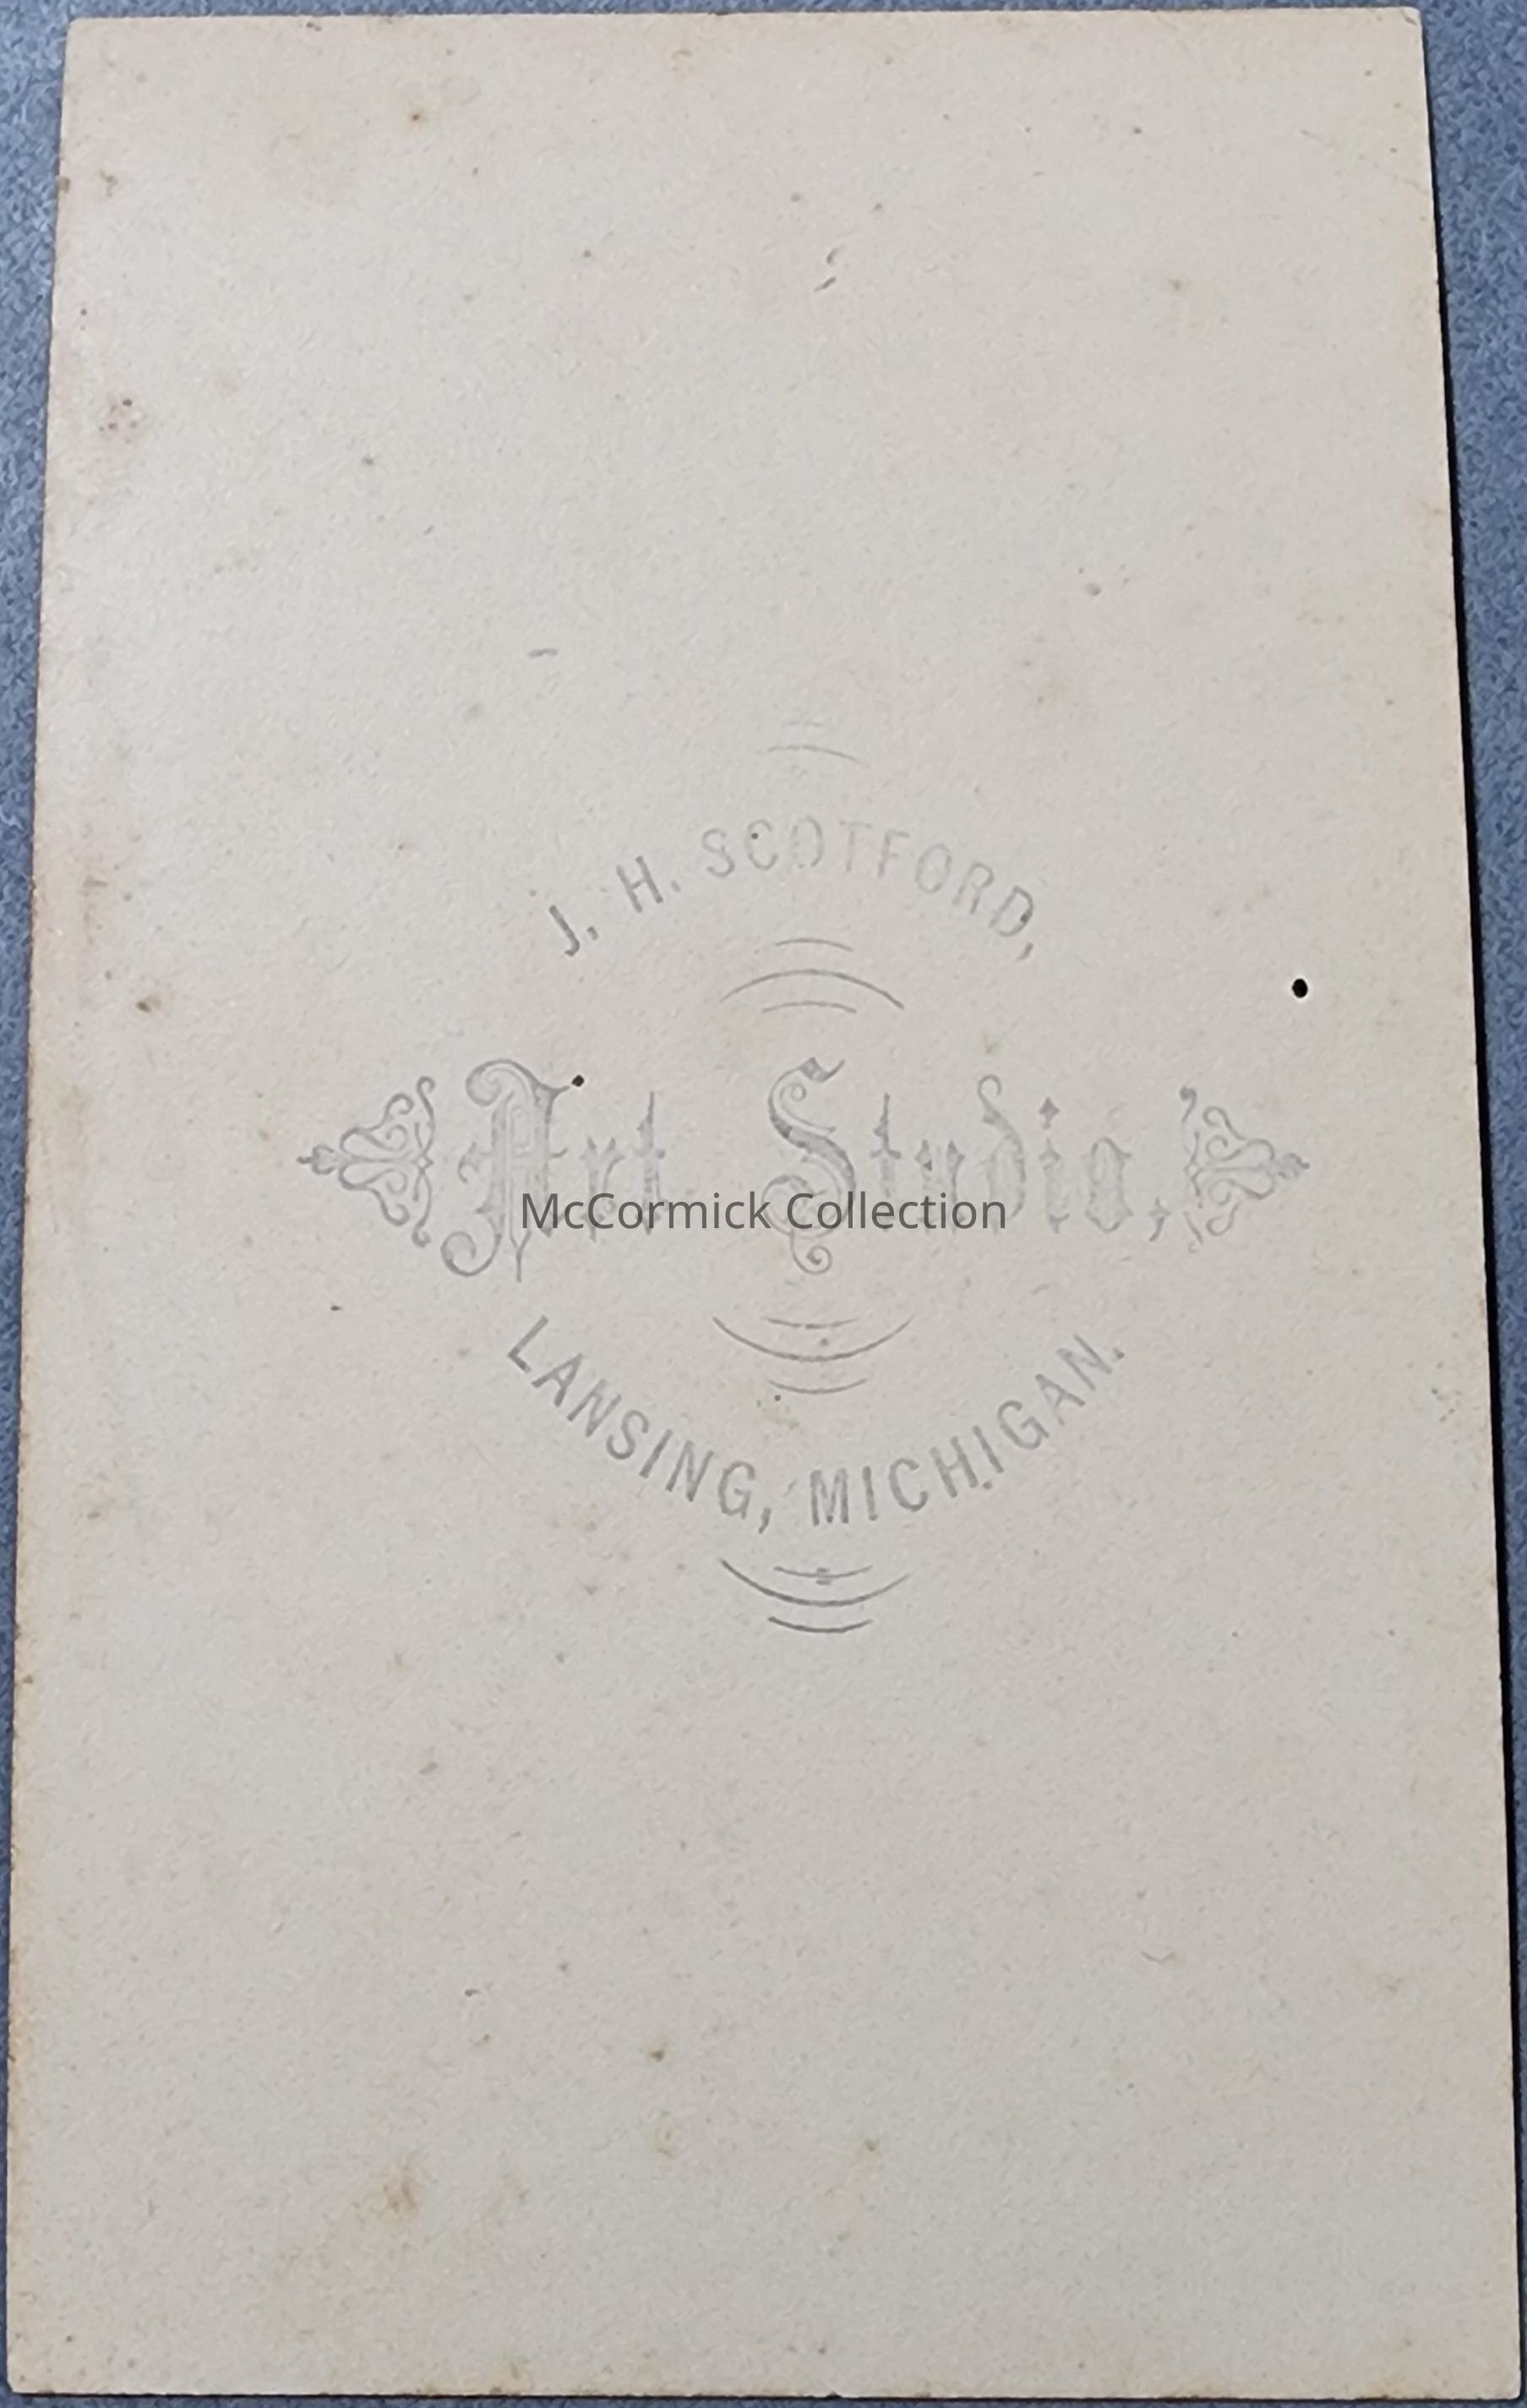 J. H. SCOTFORD,
Art Studio,
McCormick Collection
LANSING, MICHIGAN.